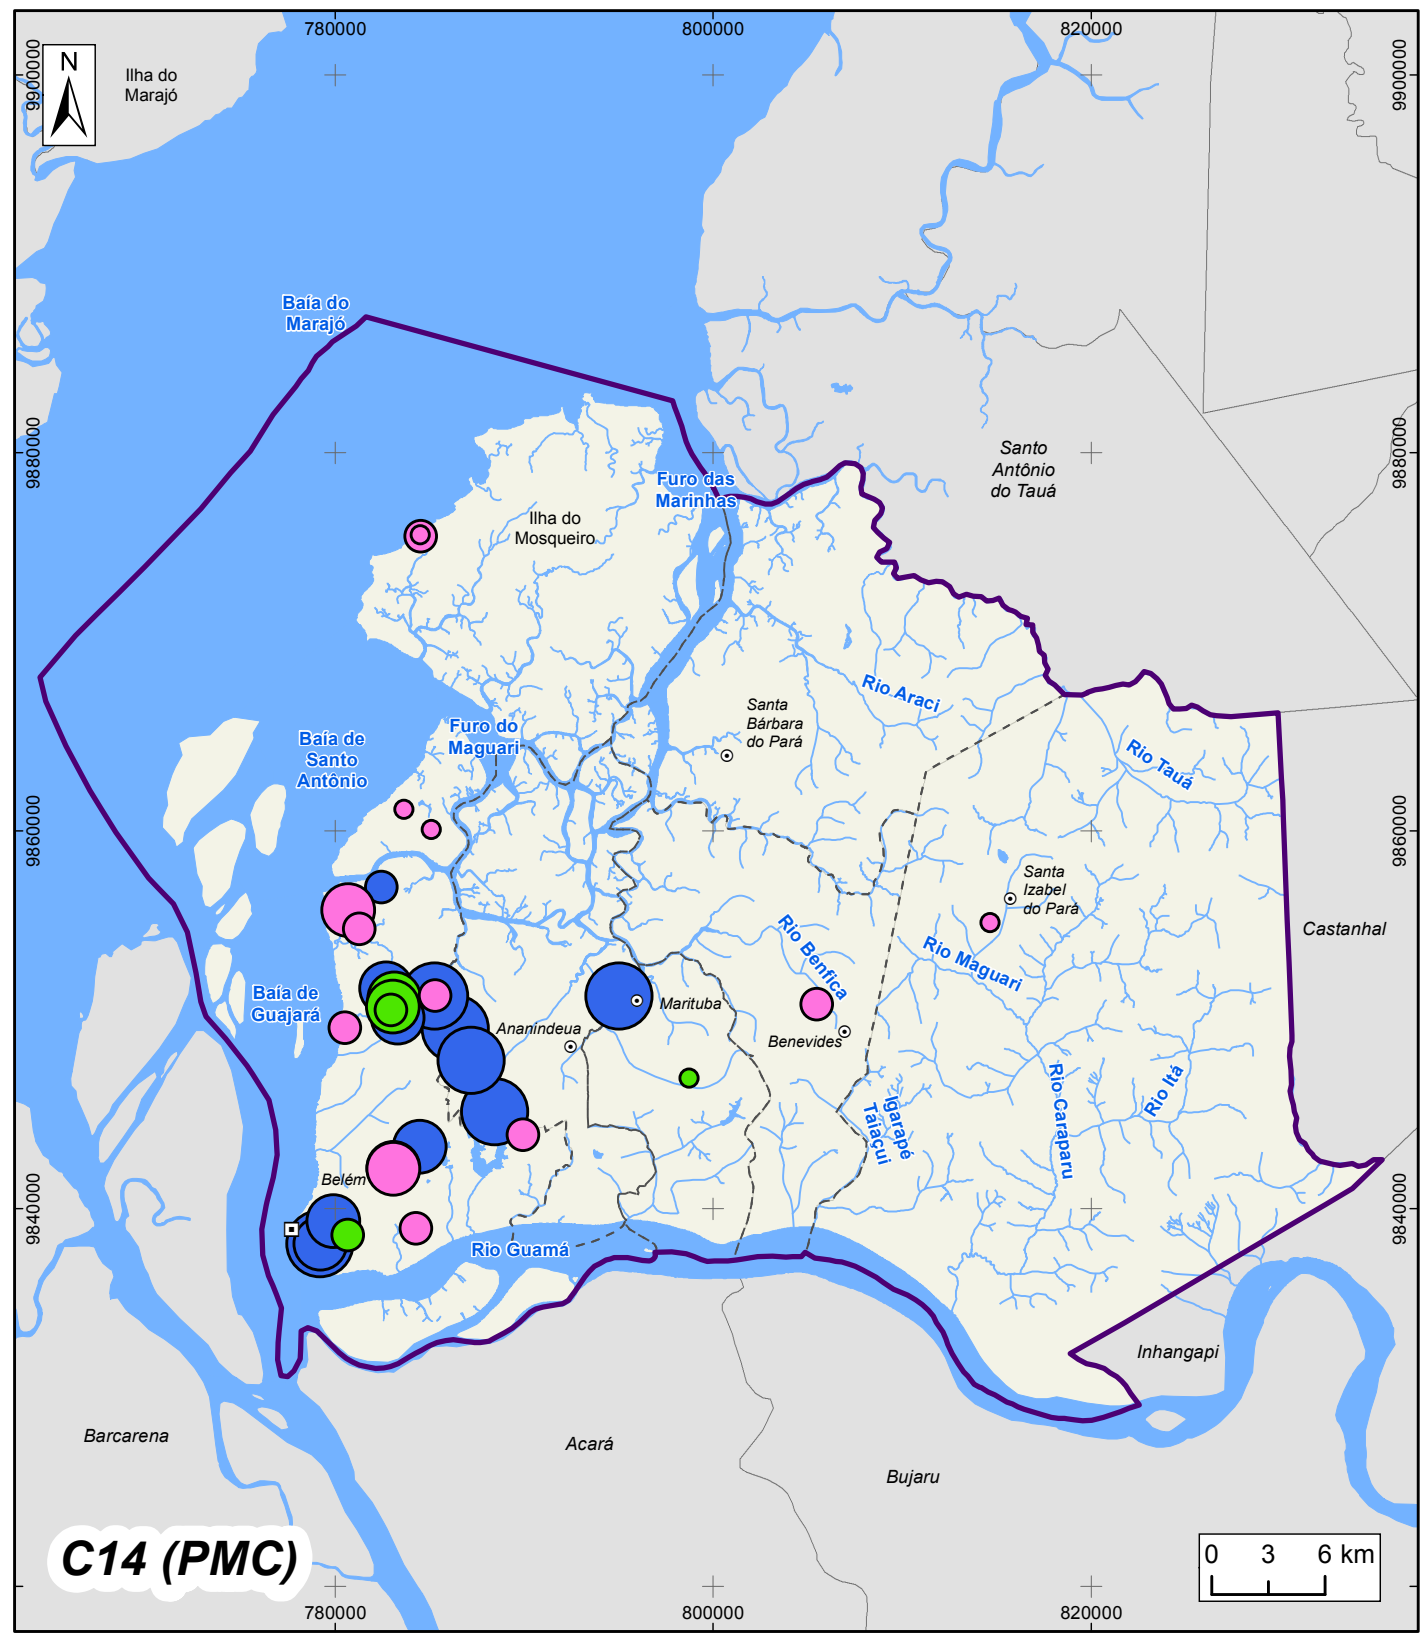 780000
800000
820000
9900000
9900000
N
Ilha do
Marajó
Baía do
Marajó
9880000
9880000
Santo
Antônio
do Tauá
Furo das
Marinhas
Ilha do
Mosqueiro
Rio Araci
Santa
Bárbara
do Pará
Furo do
Maguari
Baía de
Santo
Antônio
Rio Tauá
9860000
9860000
Santa
Izabel
do Pará
Castanhal
Rio Benfica
Rio Maguari
Baía de
Guajará
Marituba
Ananindeua
Benevides
Igarapé
Taiaçui
Rio Caraparu
Rio Itá
Belém
9840000
9840000
Rio Guamá
Inhangapi
Barcarena
Acará
Bujaru
C14 (PMC)
0 3 6 km
780000
800000
820000